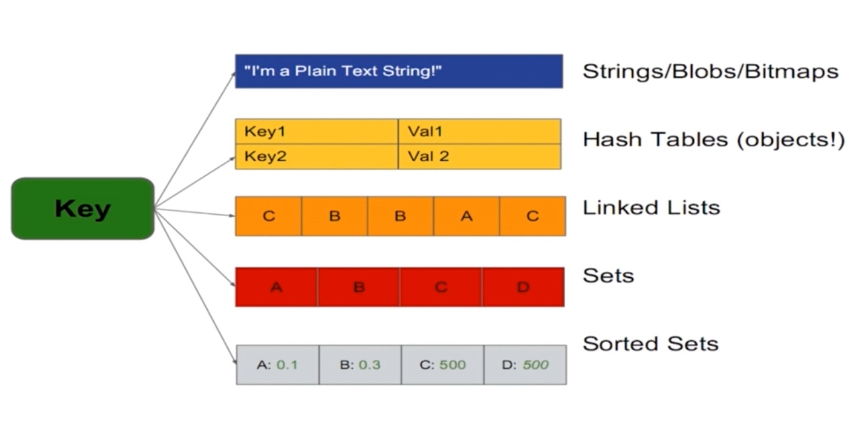 "I'm a Plain Text String!"
Strings/Blobs/Bitmaps
Key1 Val1
Key2 Val 2
Hash Tables (objects!)
Key
C B B A C
Linked Lists
A B C D
Sets
A: 0.1 B: 0.3 C: 500 D: 500
Sorted Sets